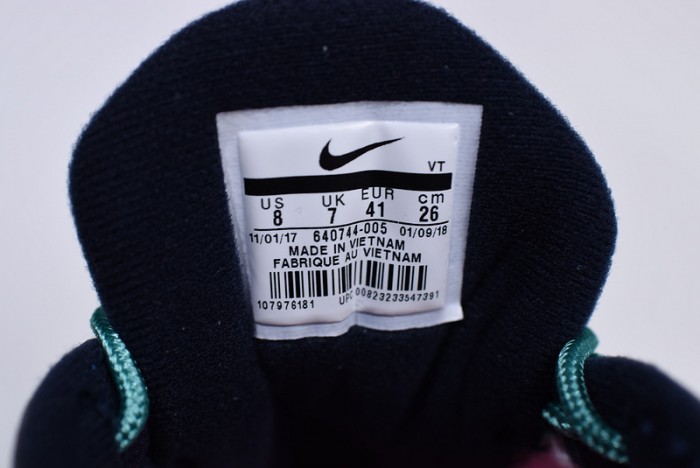 VT
US UK EUR cm
8 7 41 26
11/01/17 640744-005 01/09/18
MADE IN VIETNAM
FABRIQUE AU VIETNAM
107976181 UPC 00823233547391